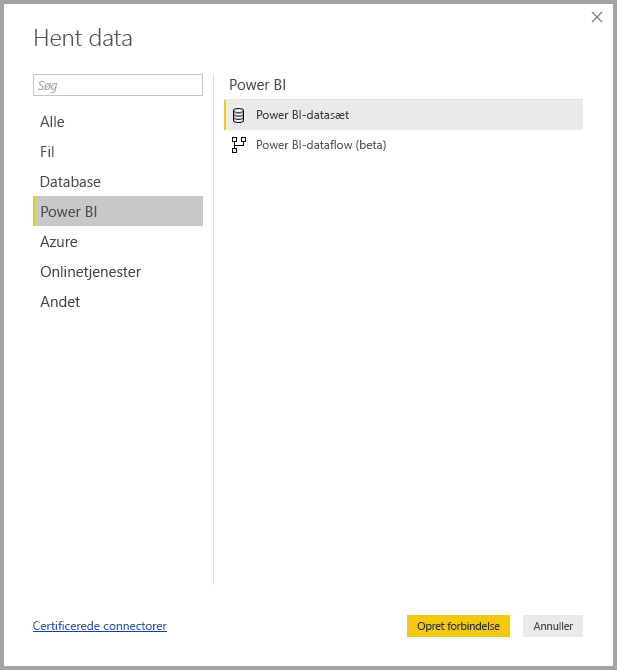 Hent data
Søg
Alle
Fil
Database
Power BI
Azure
Onlinetjenester
Andet
Power BI
Power BI-datasæt
Power BI-dataflow (beta)
Certificerede connectorer
Opret forbindelse
Annuller